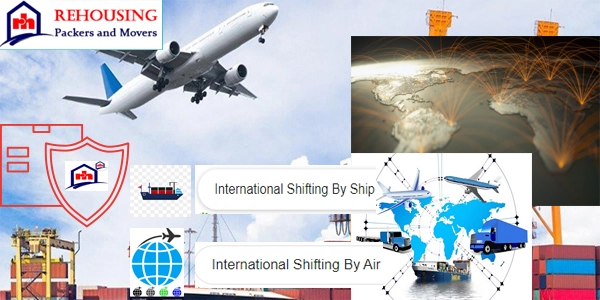 REHOUSING
Packers and Movers
International Shifting By Ship
International Shifting By Air